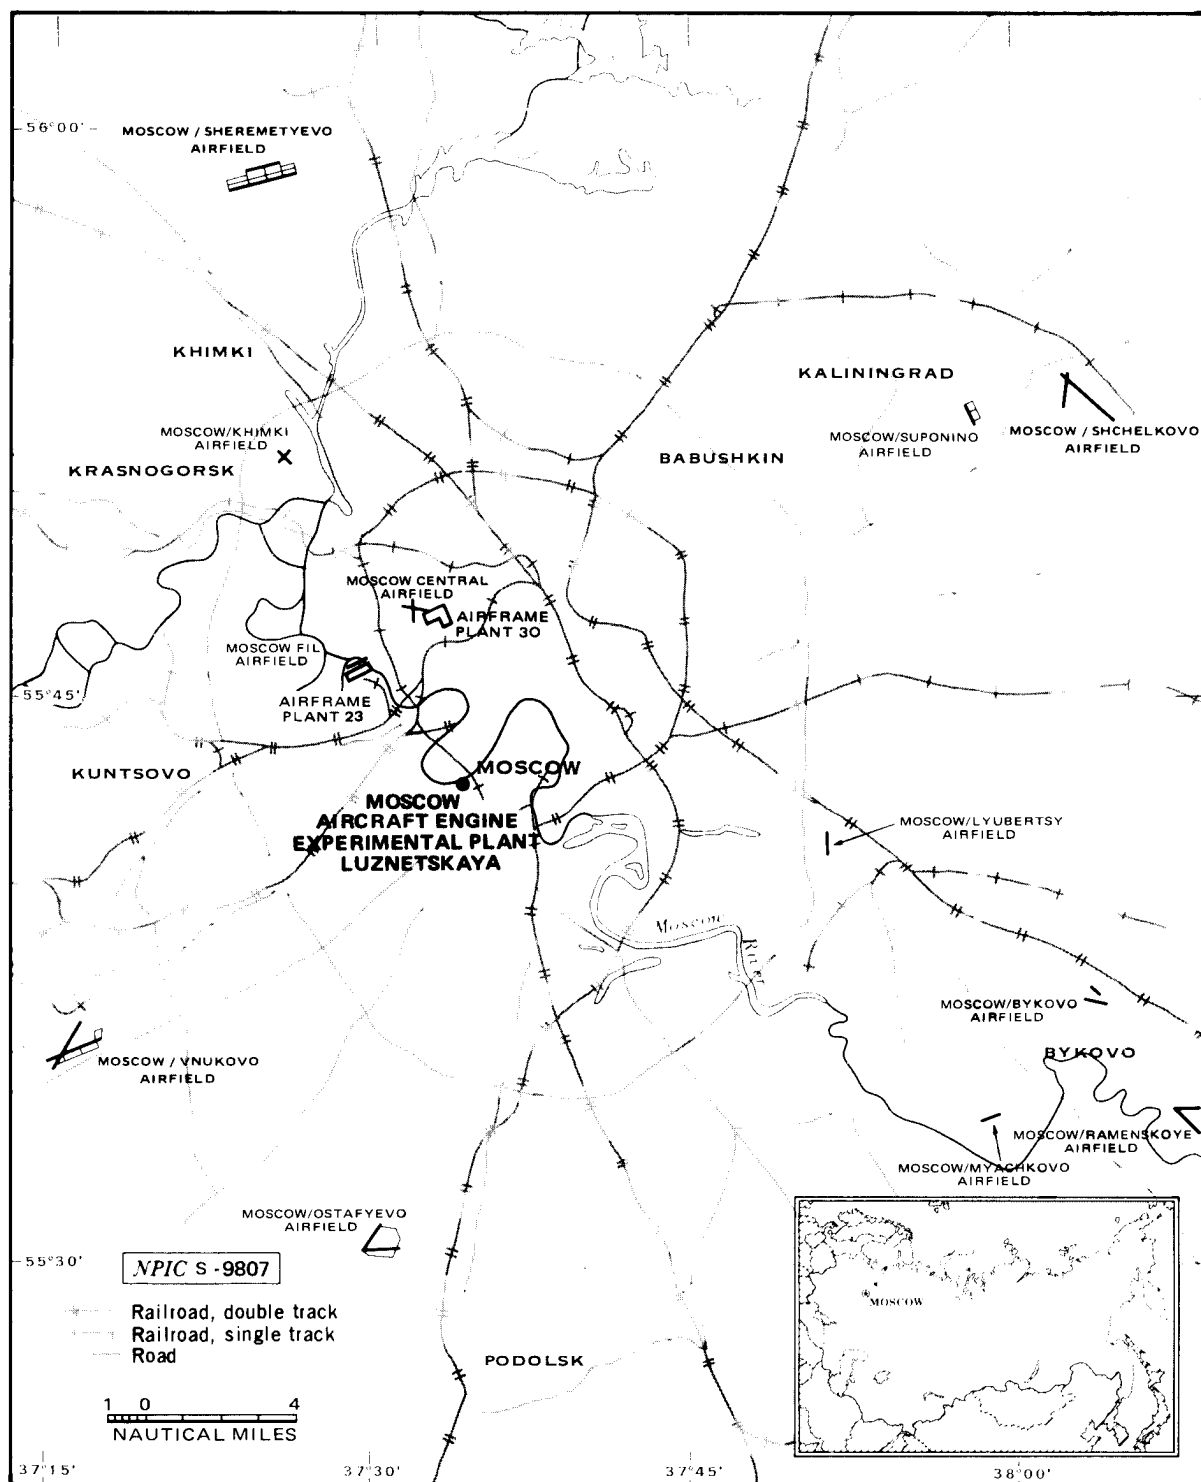 56°00'
MOSCOW / SHEREMETYEVO
AIRFIELD
KHIMKI
KALININGRAD
MOSCOW/KHIMKI
AIRFIELD
MOSCOW/SUPONINO
AIRFIELD
MOSCOW / SHCHELKOVO
AIRFIELD
KRASNOGORSK
BABUSHKIN
MOSCOW CENTRAL
AIRFIELD
AIRFRAME
PLANT 30
MOSCOW FIL
AIRFIELD
55°45'
AIRFRAME
PLANT 23
KUNTSOVO
MOSCOW
MOSCOW
AIRCRAFT ENGINE
EXPERIMENTAL PLANT
LUZNETSKAYA
MOSCOW/LYUBERTSY
AIRFIELD
Moscow
River
MOSCOW/BYKOVO
AIRFIELD
MOSCOW / VNUKOVO
AIRFIELD
BYKOVO
MOSCOW/RAMENSKOYE
AIRFIELD
MOSCOW/MYACHKOVO
AIRFIELD
MOSCOW/OSTAFYEVO
AIRFIELD
55°30'
NPIC S-9807
MOSCOW
Railroad, double track
Railroad, single track
Road
PODOLSK
1 0 4
NAUTICAL MILES
37°15' 37°30' 37°45' 38°00'